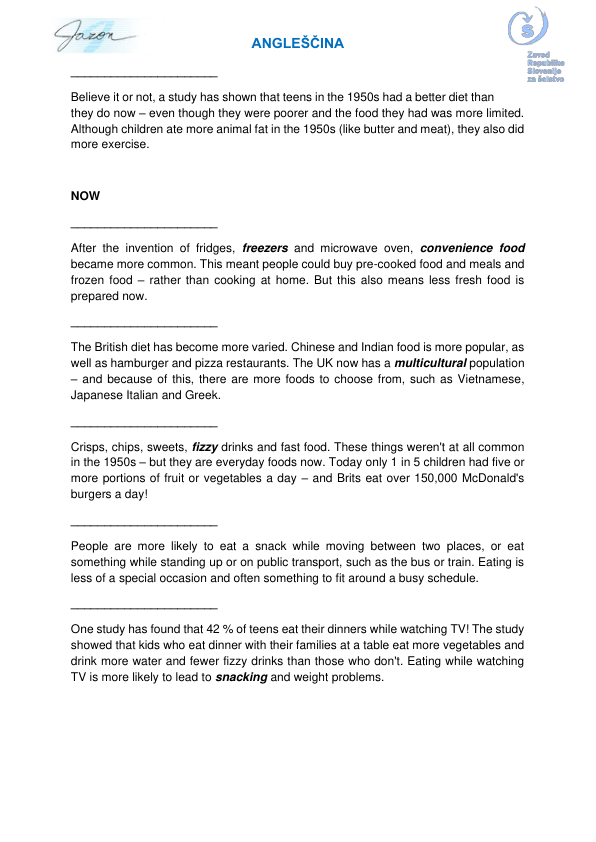 Jazon
ANGLEŠČINA
Zavod
Republike
Slovenije
za šolstvo
________________________
Believe it or not, a study has shown that teens in the 1950s had a better diet than
they do now – even though they were poorer and the food they had was more limited.
Although children ate more animal fat in the 1950s (like butter and meat), they also did
more exercise.
NOW
________________________
After the invention of fridges, freezers and microwave oven, convenience food
became more common. This meant people could buy pre-cooked food and meals and
frozen food – rather than cooking at home. But this also means less fresh food is
prepared now.
________________________
The British diet has become more varied. Chinese and Indian food is more popular, as
well as hamburger and pizza restaurants. The UK now has a multicultural population
– and because of this, there are more foods to choose from, such as Vietnamese,
Japanese Italian and Greek.
________________________
Crisps, chips, sweets, fizzy drinks and fast food. These things weren't at all common
in the 1950s – but they are everyday foods now. Today only 1 in 5 children had five or
more portions of fruit or vegetables a day – and Brits eat over 150,000 McDonald's
burgers a day!
________________________
People are more likely to eat a snack while moving between two places, or eat
something while standing up or on public transport, such as the bus or train. Eating is
less of a special occasion and often something to fit around a busy schedule.
________________________
One study has found that 42 % of teens eat their dinners while watching TV! The study
showed that kids who eat dinner with their families at a table eat more vegetables and
drink more water and fewer fizzy drinks than those who don't. Eating while watching
TV is more likely to lead to snacking and weight problems.